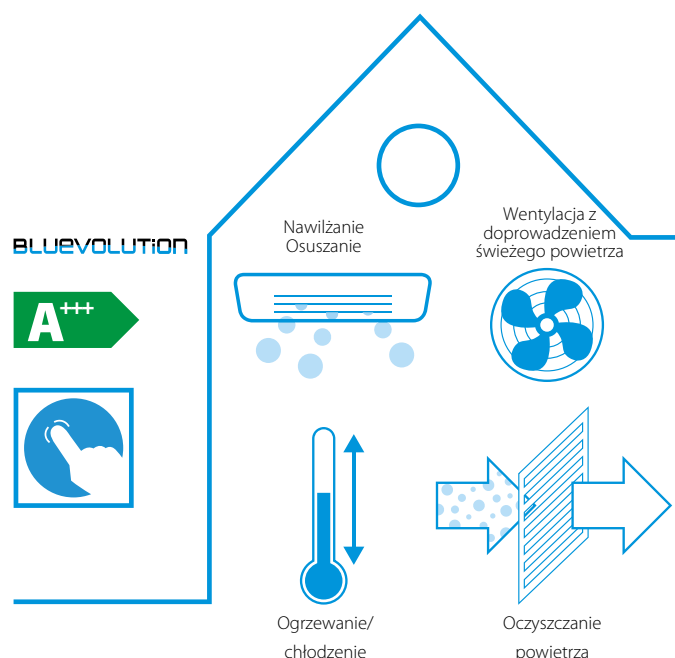 Nawilżanie
Osuszanie
Wentylacja z
doprowadzeniem
świeżego powietrza
BLUEVOLUTION
A+++
Ogrzewanie/
chłodzenie
Oczyszczanie
powietrza